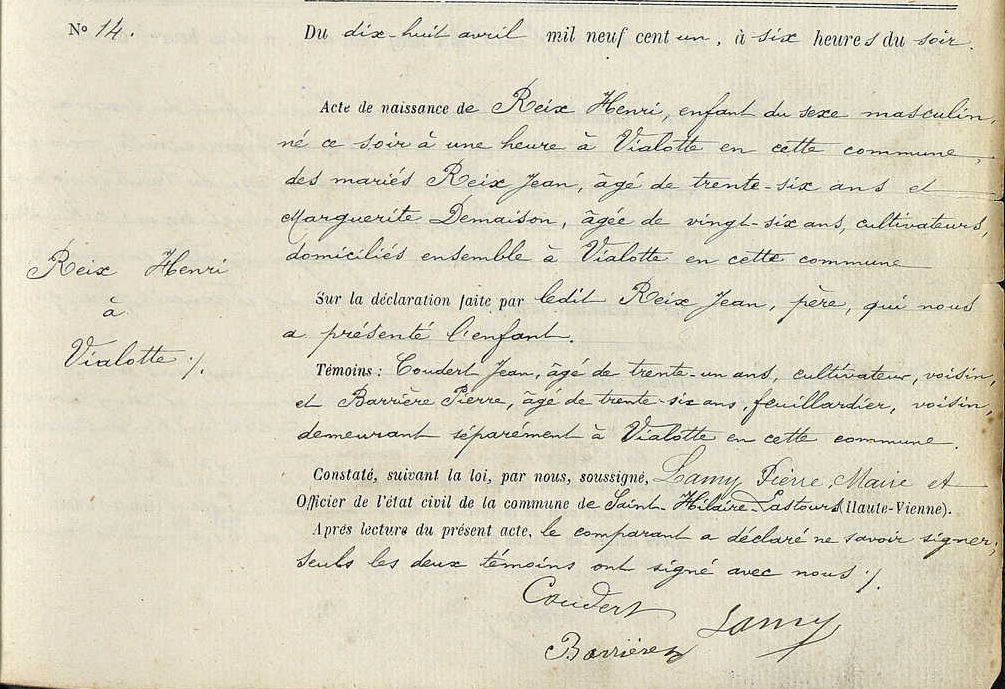 N° 14.
Du dix-huit avril mil neuf cent un, à six heures du soir.
Acte de naissance de Reix Henri, enfant du sexe masculin,
né ce soir à une heure à Vialotte en cette commune,
des mariés Reix Jean, âgé de trente-six ans et
Marguerite Demaison, âgée de vingt-six ans, cultivateurs,
domiciliés ensemble à Vialotte en cette commune
Reix Henri
à
Vialotte ./.
Sur la déclaration faite par ledit Reix Jean, père, qui nous
a présenté l'enfant.
Témoins : Coudert Jean, âgé de trente-un ans, cultivateur, voisin,
et Barrière Pierre, âgé de trente-six ans, feuillardier, voisin,
demeurant séparément à Vialotte en cette commune.
Constaté, suivant la loi, par nous, soussigné, Lamy Pierre, Maire et
Officier de l'état civil de la commune de Saint-Hilaire-Lastours (Haute-Vienne).
Après lecture du présent acte, le comparant a déclaré ne savoir signer;
seuls les deux témoins ont signé avec nous ./.
Coudert
Lamy
Barrière